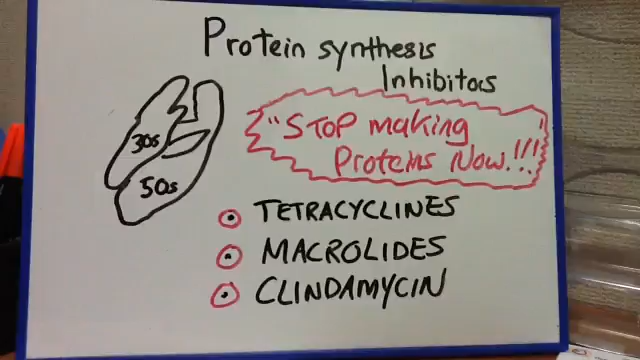 Protein synthesis
Inhibitors
30s
50s
"STOP making
Proteins Now!!!
TETRACYCLINES
MACROLIDES
CLINDAMYCIN